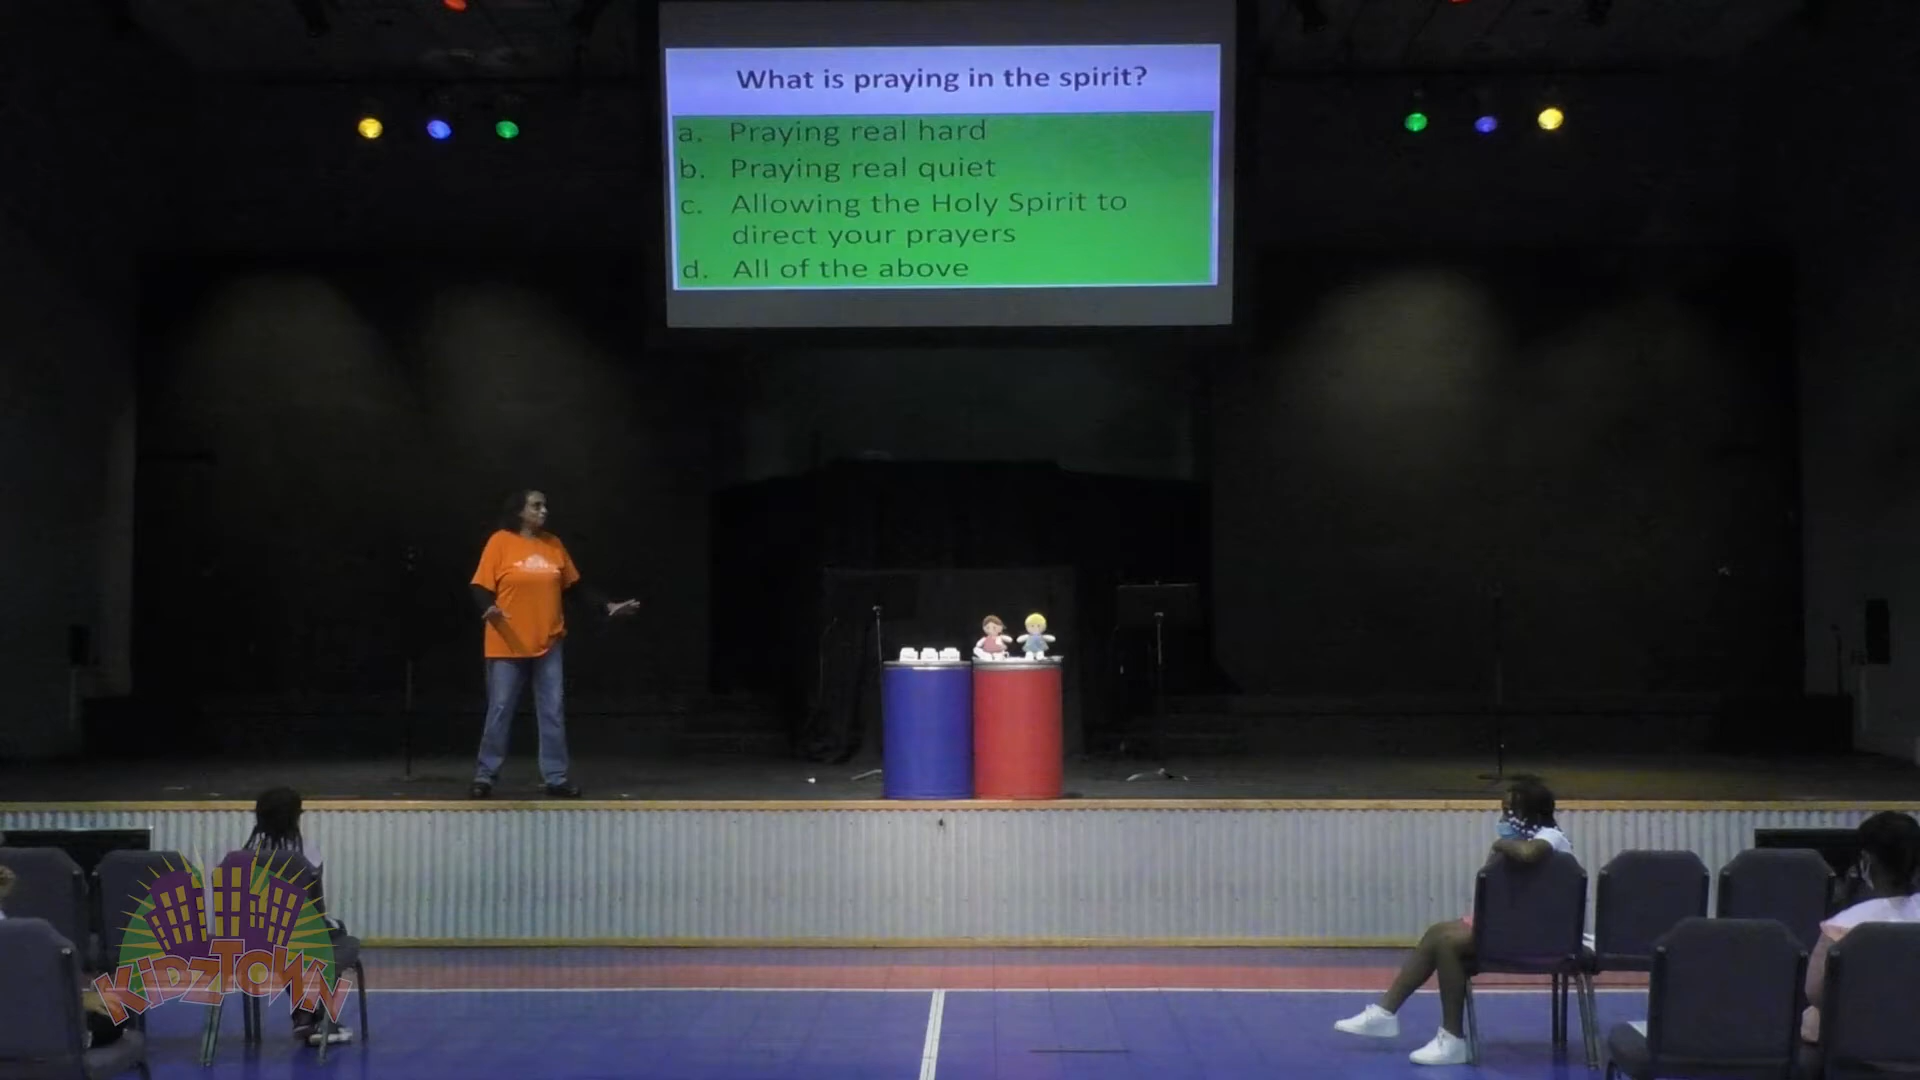 What is praying in the spirit?
a. Praying real hard
b. Praying real quiet
c. Allowing the Holy Spirit to
direct your prayers
d. All of the above
KIDZTOWN